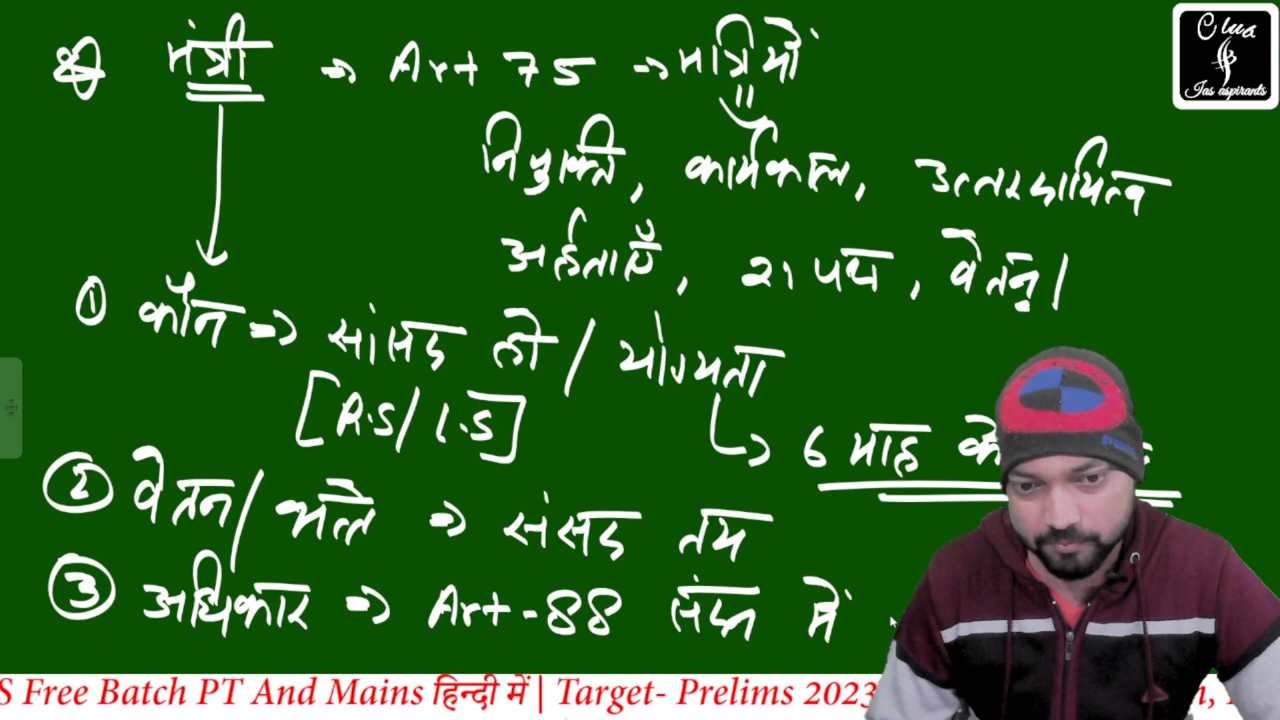 मंत्री ⇒ Art 75 → मंत्रियों
नियुक्ति, कार्यकाल, उत्तरदायित्व
अर्हताएँ, शपथ, वेतन।
① कौन ⇒ सांसद हो / योग्यता
[R.S/L.S]
↳ 6 माह
② वेतन/भत्ते ⇒ संसद तय
③ अधिकार ⇒ Art-88 संसद में
Clue
Ias aspirants
S Free Batch PT And Mains हिन्दी में | Target- Prelims 2023